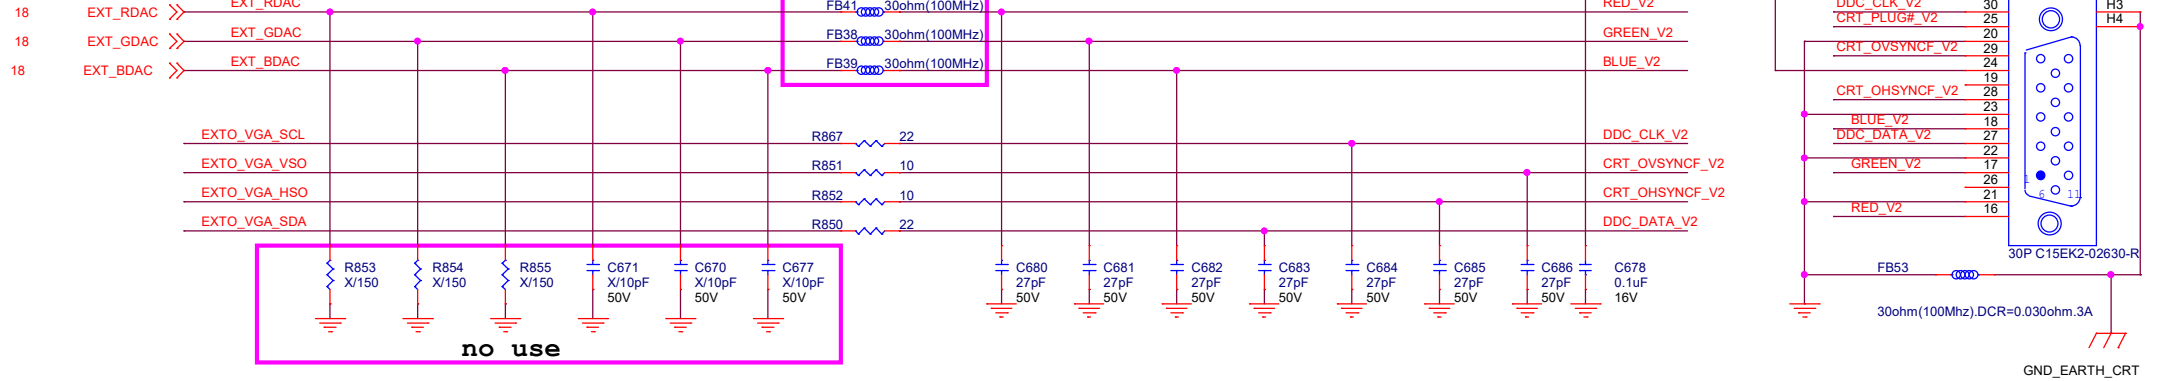 18 EXT_RDAC EXT_RDAC FB41 30ohm(100MHz) RED_V2
18 EXT_GDAC EXT_GDAC FB38 30ohm(100MHz) GREEN_V2
18 EXT_BDAC EXT_BDAC FB39 30ohm(100MHz) BLUE_V2
EXTO_VGA_SCL R867 22 DDC_CLK_V2
EXTO_VGA_VSO R851 10 CRT_OVSYNCF_V2
EXTO_VGA_HSO R852 10 CRT_OHSYNCF_V2
EXTO_VGA_SDA R850 22 DDC_DATA_V2
R853
X/150
R854
X/150
R855
X/150
C671
X/10pF
50V
C670
X/10pF
50V
C677
X/10pF
50V
no use
C680
27pF
50V
C681
27pF
50V
C682
27pF
50V
C683
27pF
50V
C684
27pF
50V
C685
27pF
50V
C686
27pF
50V
C678
0.1uF
16V
DDC_CLK_V2 30 H3
CRT_PLUG#_V2 25 H4
20
CRT_OVSYNCF_V2 29
24
19
CRT_OHSYNCF_V2 28
23
BLUE_V2 18
DDC_DATA_V2 27
22
GREEN_V2 17
26
21
RED_V2 16
1
6 11
30P C15EK2-02630-R
FB53
30ohm(100Mhz).DCR=0.030ohm.3A
GND_EARTH_CRT